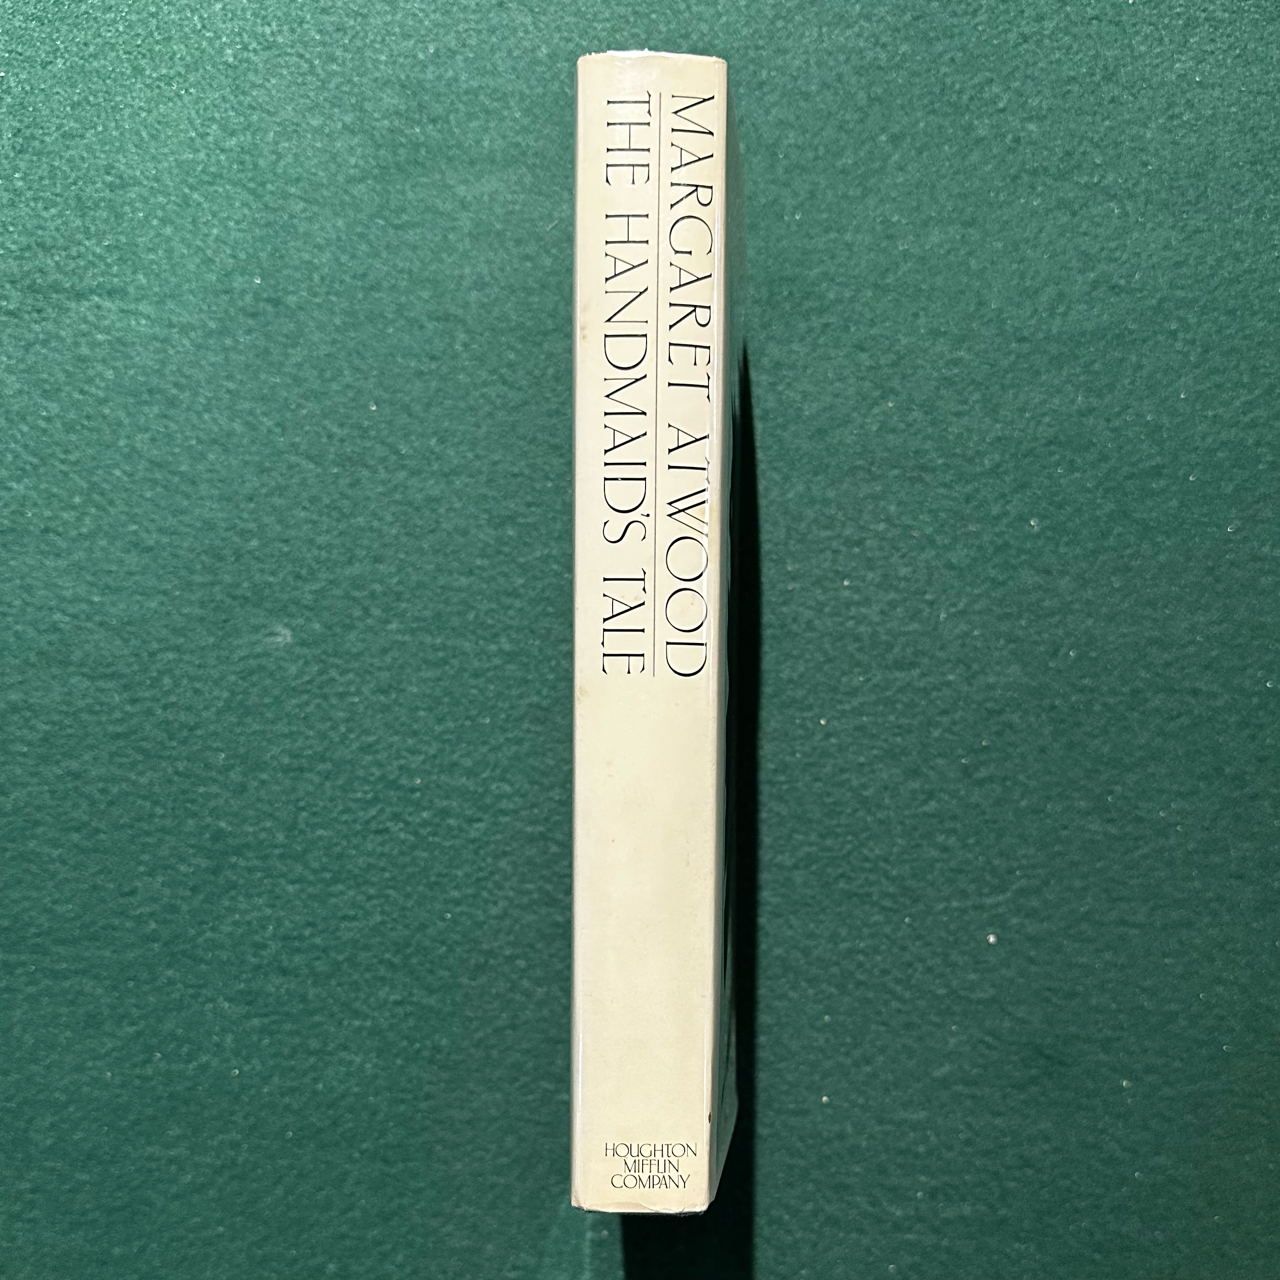 MARGARET ATWOOD
THE HANDMAID'S TALE
HOUGHTON
MIFFLIN
COMPANY